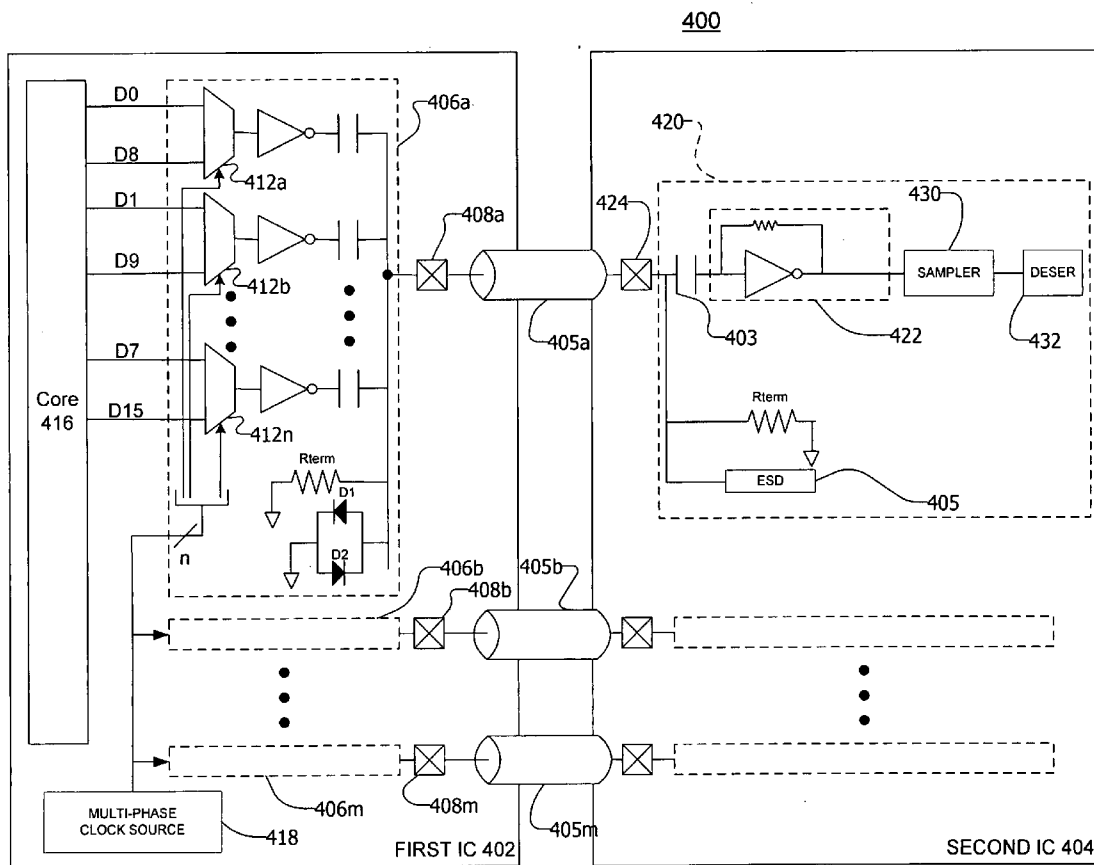 400
D0
D8
D1
D9
D7
D15
Core
416
412a
412b
412n
406a
408a
405a
424
420
403
422
430
SAMPLER
DESER
432
Rterm
D1
D2
n
Rterm
ESD
405
406b
408b
405b
406m
408m
405m
MULTI-PHASE
CLOCK SOURCE
418
FIRST IC 402
SECOND IC 404